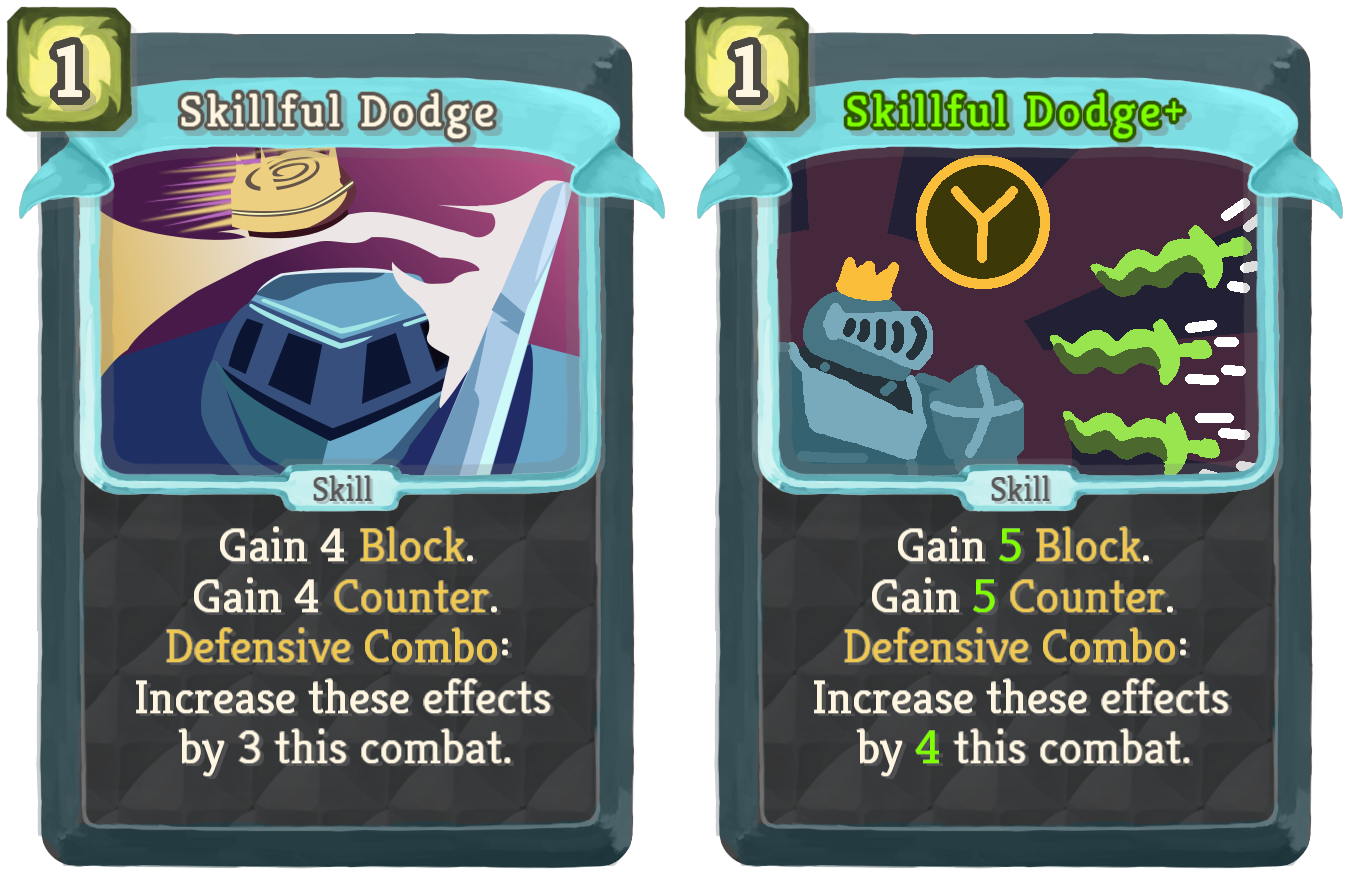 1
Skillful Dodge
Skill
Gain 4 Block.
Gain 4 Counter.
Defensive Combo:
Increase these effects
by 3 this combat.
1
Skillful Dodge+
Y
Skill
Gain 5 Block.
Gain 5 Counter.
Defensive Combo:
Increase these effects
by 4 this combat.